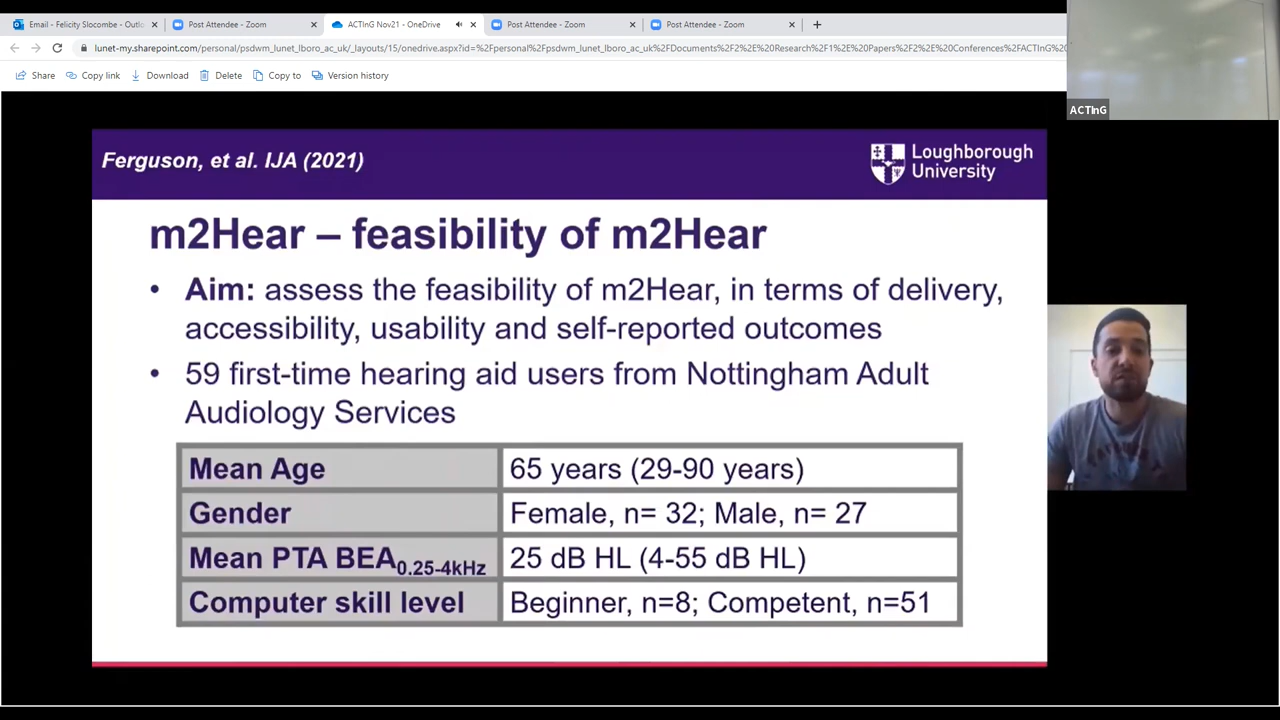 Email - Felicity Slocombe - Outlo
Post Attendee - Zoom
ACTInG Nov21 - OneDrive
Post Attendee - Zoom
Post Attendee - Zoom
lunet-my.sharepoint.com/personal/psdwm_lunet_lboro_ac_uk/_layouts/15/onedrive.aspx?id=%2Fpersonal%2Fpsdwm_lunet_lboro_ac_uk%2FDocuments%2F2%2E%20Research%2F1%2E%20Papers%2F2%2E%20Conferences%2FACTInG%20
Share Copy link Download Delete Copy to Version history
ACTInG
Ferguson, et al. IJA (2021)
Loughborough
University
m2Hear – feasibility of m2Hear
• Aim: assess the feasibility of m2Hear, in terms of delivery,
accessibility, usability and self-reported outcomes
• 59 first-time hearing aid users from Nottingham Adult
Audiology Services
Mean Age 65 years (29-90 years)
Gender Female, n= 32; Male, n= 27
Mean PTA BEA0.25-4kHz 25 dB HL (4-55 dB HL)
Computer skill level Beginner, n=8; Competent, n=51